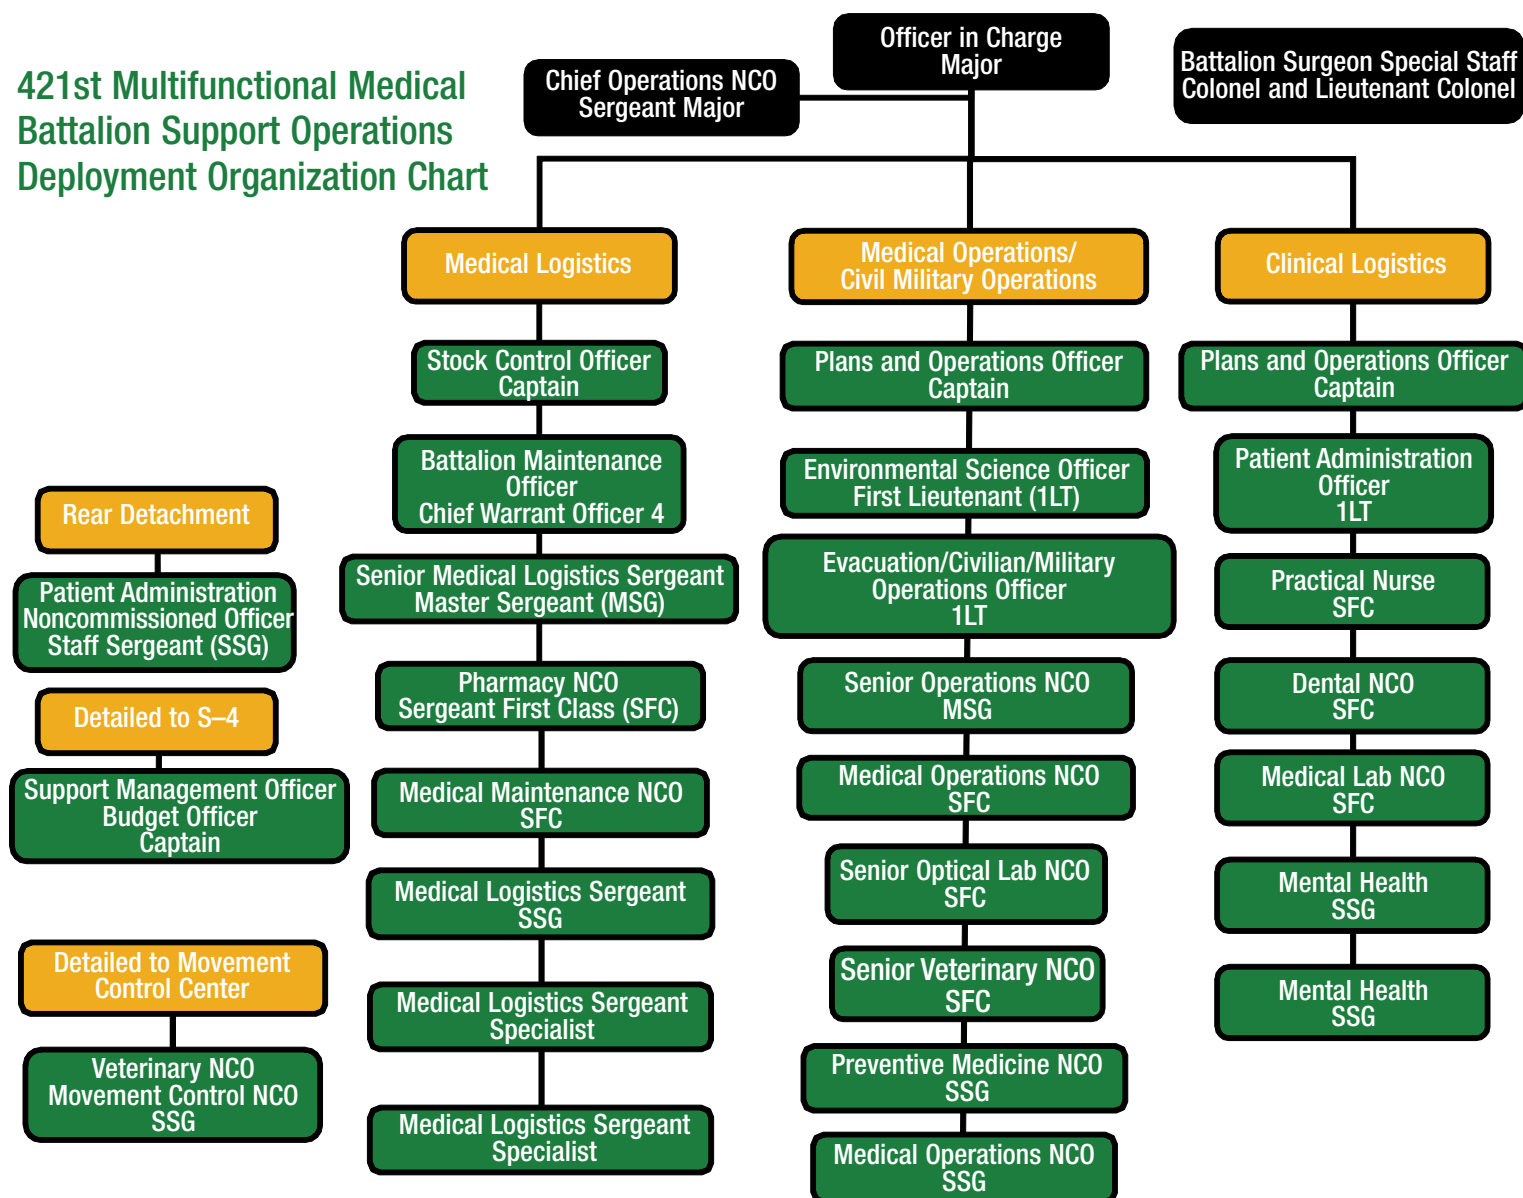 421st Multifunctional Medical
Battalion Support Operations
Deployment Organization Chart
Officer in Charge
Major
Chief Operations NCO
Sergeant Major
Battalion Surgeon Special Staff
Colonel and Lieutenant Colonel
Medical Logistics
Stock Control Officer
Captain
Battalion Maintenance
Officer
Chief Warrant Officer 4
Senior Medical Logistics Sergeant
Master Sergeant (MSG)
Pharmacy NCO
Sergeant First Class (SFC)
Medical Maintenance NCO
SFC
Medical Logistics Sergeant
SSG
Medical Logistics Sergeant
Specialist
Medical Logistics Sergeant
Specialist
Medical Operations/
Civil Military Operations
Plans and Operations Officer
Captain
Environmental Science Officer
First Lieutenant (1LT)
Evacuation/Civilian/Military
Operations Officer
1LT
Senior Operations NCO
MSG
Medical Operations NCO
SFC
Senior Optical Lab NCO
SFC
Senior Veterinary NCO
SFC
Preventive Medicine NCO
SSG
Medical Operations NCO
SSG
Clinical Logistics
Plans and Operations Officer
Captain
Patient Administration
Officer
1LT
Practical Nurse
SFC
Dental NCO
SFC
Medical Lab NCO
SFC
Mental Health
SSG
Mental Health
SSG
Rear Detachment
Patient Administration
Noncommissioned Officer
Staff Sergeant (SSG)
Detailed to S–4
Support Management Officer
Budget Officer
Captain
Detailed to Movement
Control Center
Veterinary NCO
Movement Control NCO
SSG